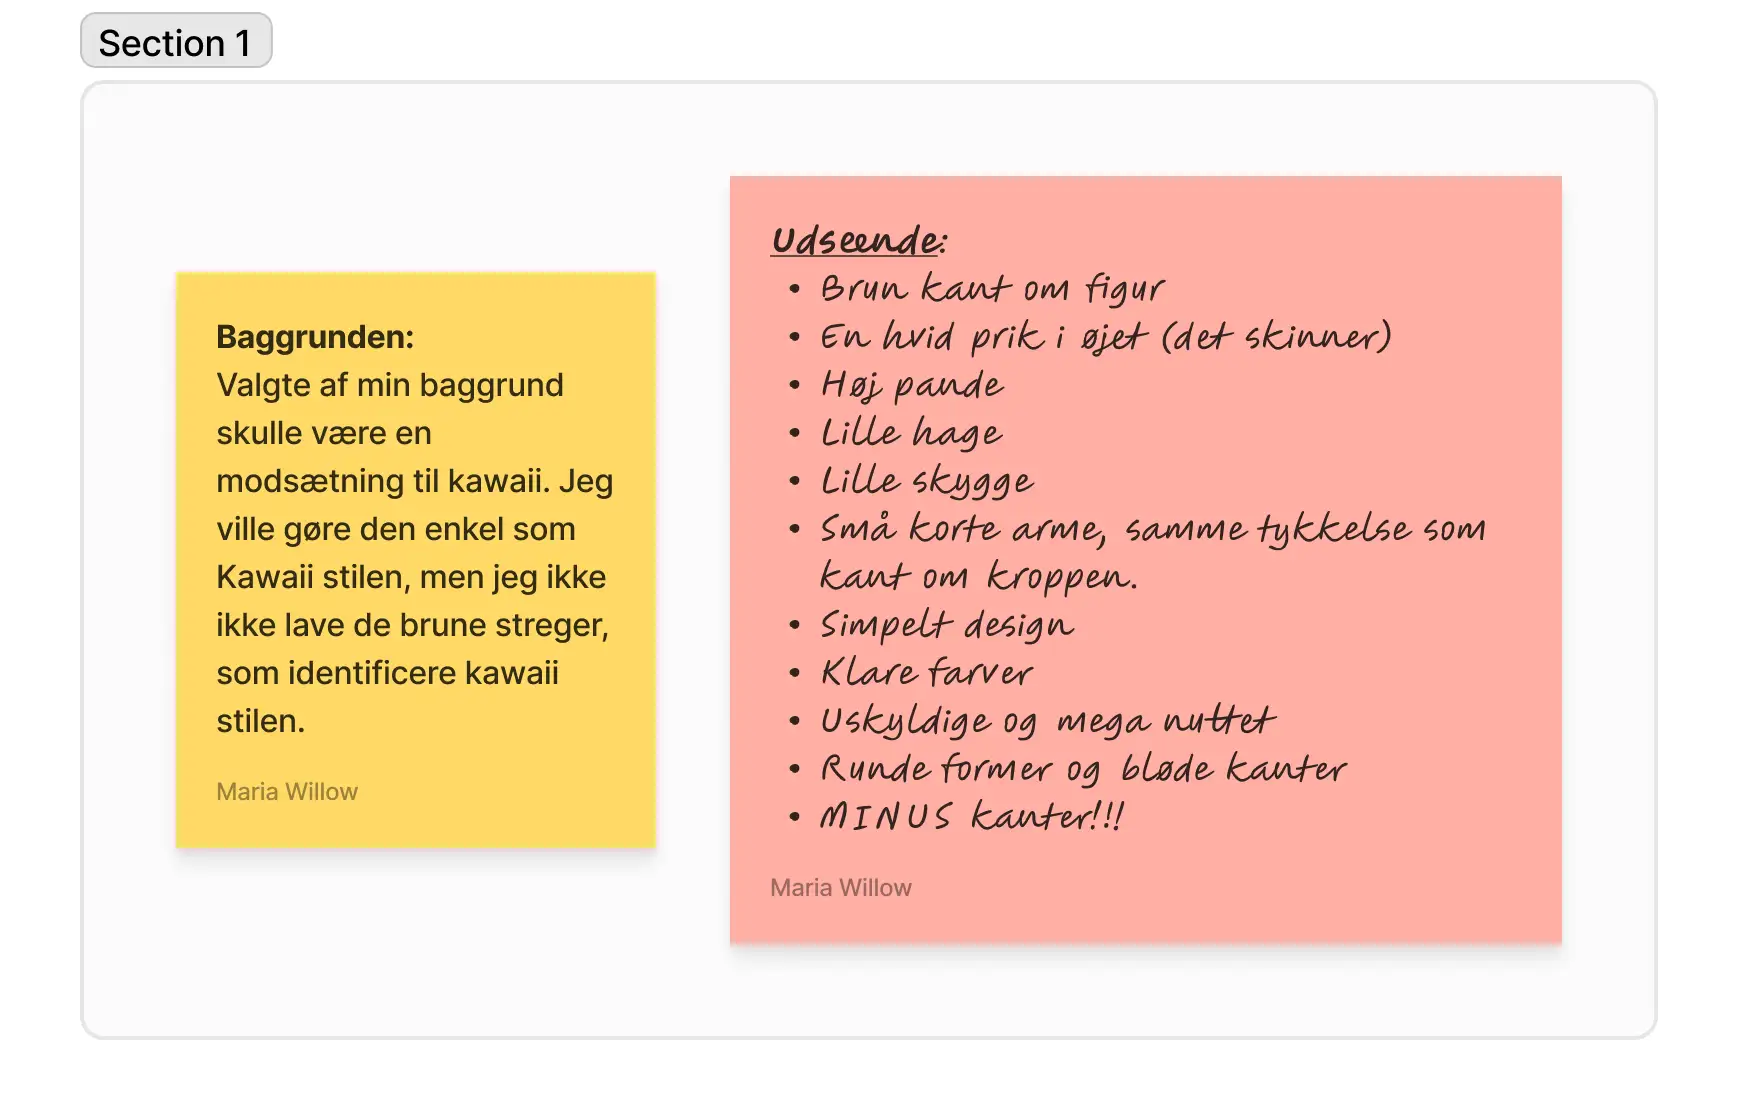 Section 1
Baggrunden:
Valgte af min baggrund
skulle være en
modsætning til kawaii. Jeg
ville gøre den enkel som
Kawaii stilen, men jeg ikke
ikke lave de brune streger,
som identificere kawaii
stilen.
Maria Willow
Udseende:
• Brun kant om figur
• En hvid prik i øjet (det skinner)
• Høj pande
• Lille hage
• Lille skygge
• Små korte arme, samme tykkelse som
kant om kroppen.
• Simpelt design
• Klare farver
• Uskyldige og mega nuttet
• Runde former og bløde kanter
• MINUS kanter!!!
Maria Willow